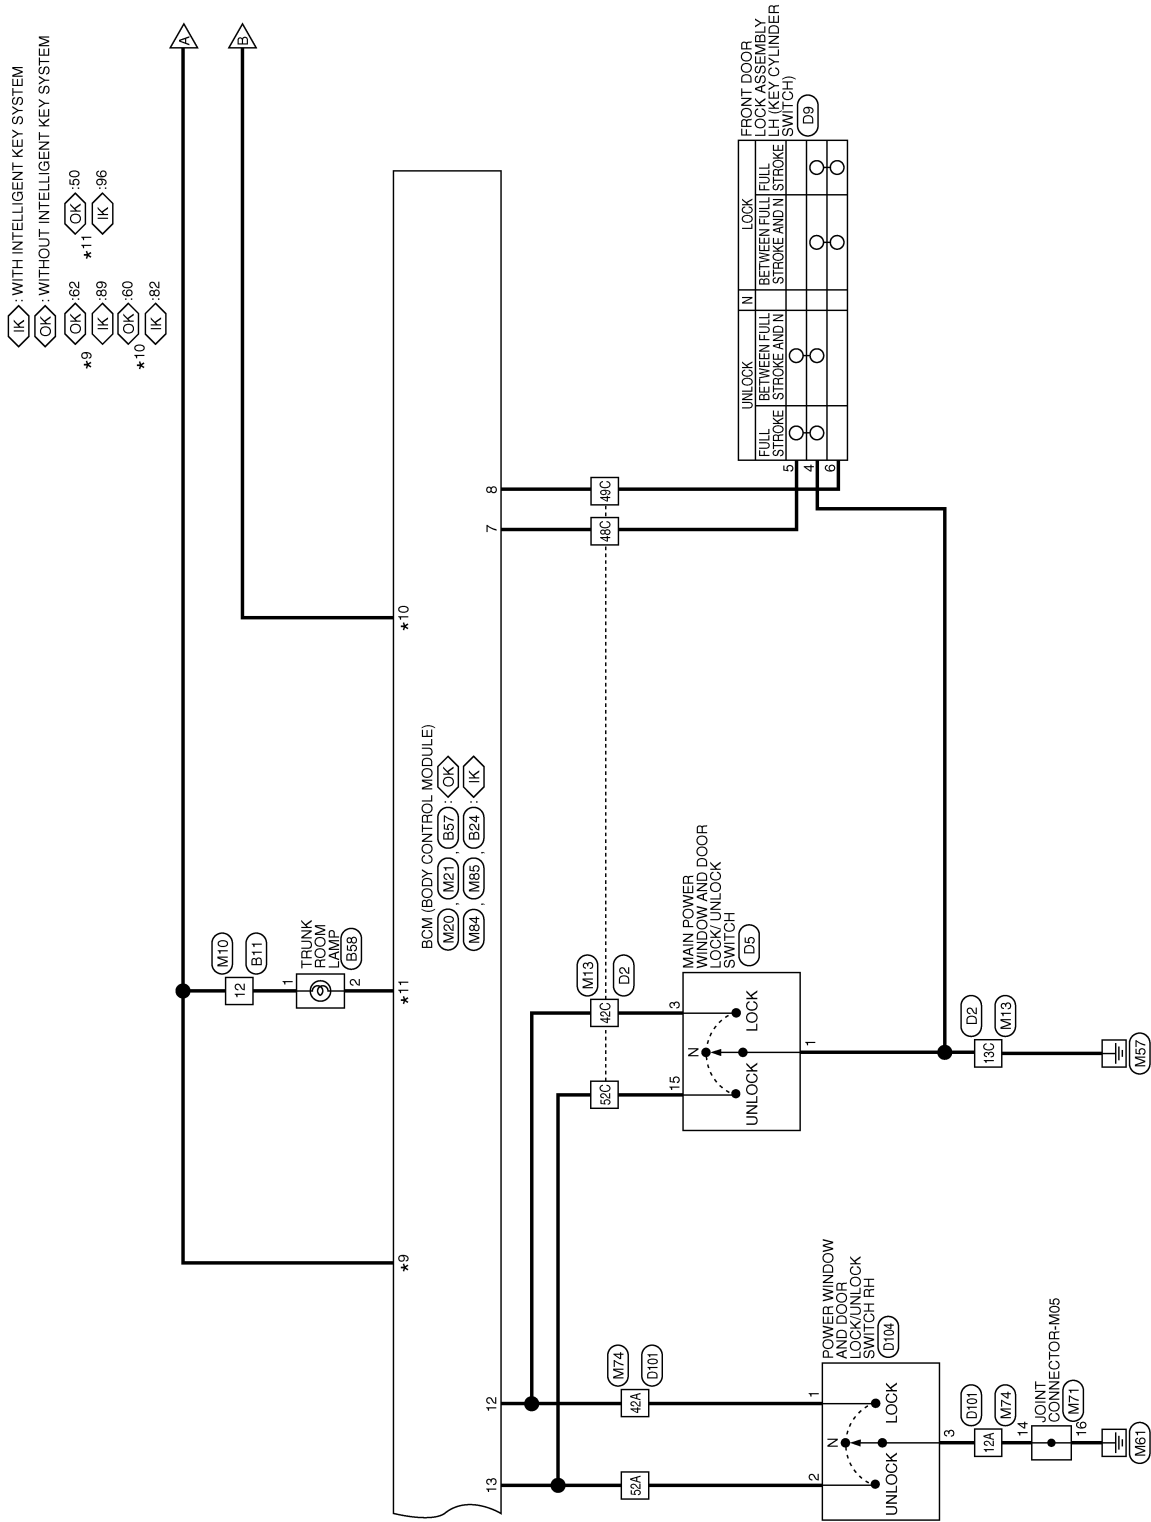 IK : WITH INTELLIGENT KEY SYSTEM
OK : WITHOUT INTELLIGENT KEY SYSTEM
*9 OK :62
IK :89
*10 OK :60
IK :82
*11 OK :50
IK :96
A
B
M10
B11
12
1
TRUNK
ROOM
LAMP
B58
2
*9
*11
*10
BCM (BODY CONTROL MODULE)
M20 , M21 , B57 : OK
M84 , M85 , B24 : IK
13
12
7
8
M13
D2
52C
42C
48C
49C
M74
D101
52A
42A
MAIN POWER
WINDOW AND DOOR
LOCK/ UNLOCK
SWITCH
D5
15
3
N
UNLOCK
LOCK
1
FRONT DOOR
LOCK ASSEMBLY
LH (KEY CYLINDER
SWITCH)
D9
UNLOCK
N
LOCK
FULL
STROKE
BETWEEN FULL
STROKE AND N
BETWEEN FULL
STROKE AND N
FULL
STROKE
5
4
6
POWER WINDOW
AND DOOR
LOCK/UNLOCK
SWITCH RH
D104
2
1
N
UNLOCK
LOCK
3
D101
M74
12A
14
JOINT
CONNECTOR-M05
M71
16
M61
D2
M13
13C
M57